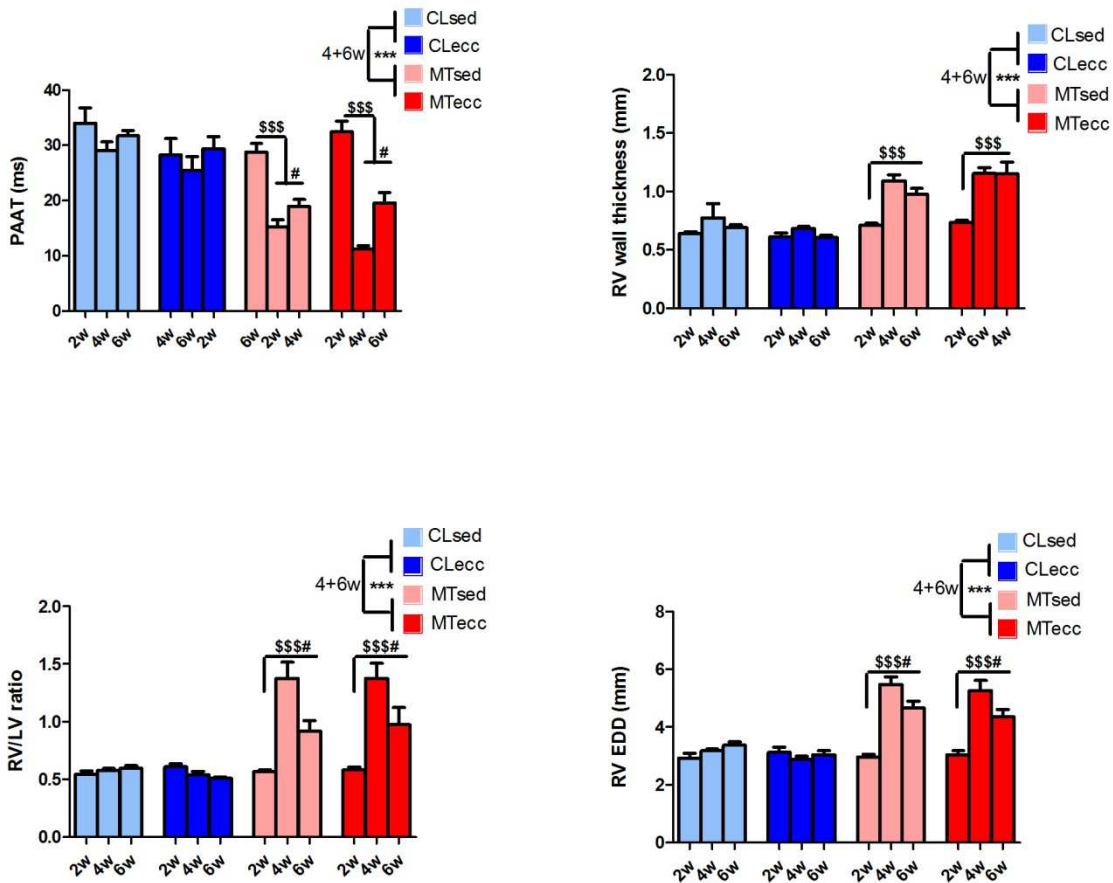 CLsed
CLecc
MTsed
MTecc
4+6w
***
PAAT (ms)
40
30
20
10
0
$$$
#
$$$
#
2w 4w 6w 4w 6w 2w 6w 2w 4w 2w 4w 6w
CLsed
CLecc
MTsed
MTecc
4+6w
***
RV wall thickness (mm)
2.0
1.5
1.0
0.5
0.0
$$$
$$$
2w 4w 6w 2w 4w 6w 2w 4w 6w 2w 6w 4w
CLsed
CLecc
MTsed
MTecc
4+6w
***
RV/LV ratio
2.0
1.5
1.0
0.5
0.0
$$$#
$$$#
2w 4w 6w 2w 4w 6w 2w 4w 6w 2w 4w 6w
CLsed
CLecc
MTsed
MTecc
4+6w
***
RV EDD (mm)
8
6
4
2
0
$$$#
$$$#
2w 4w 6w 2w 4w 6w 2w 4w 6w 2w 4w 6w